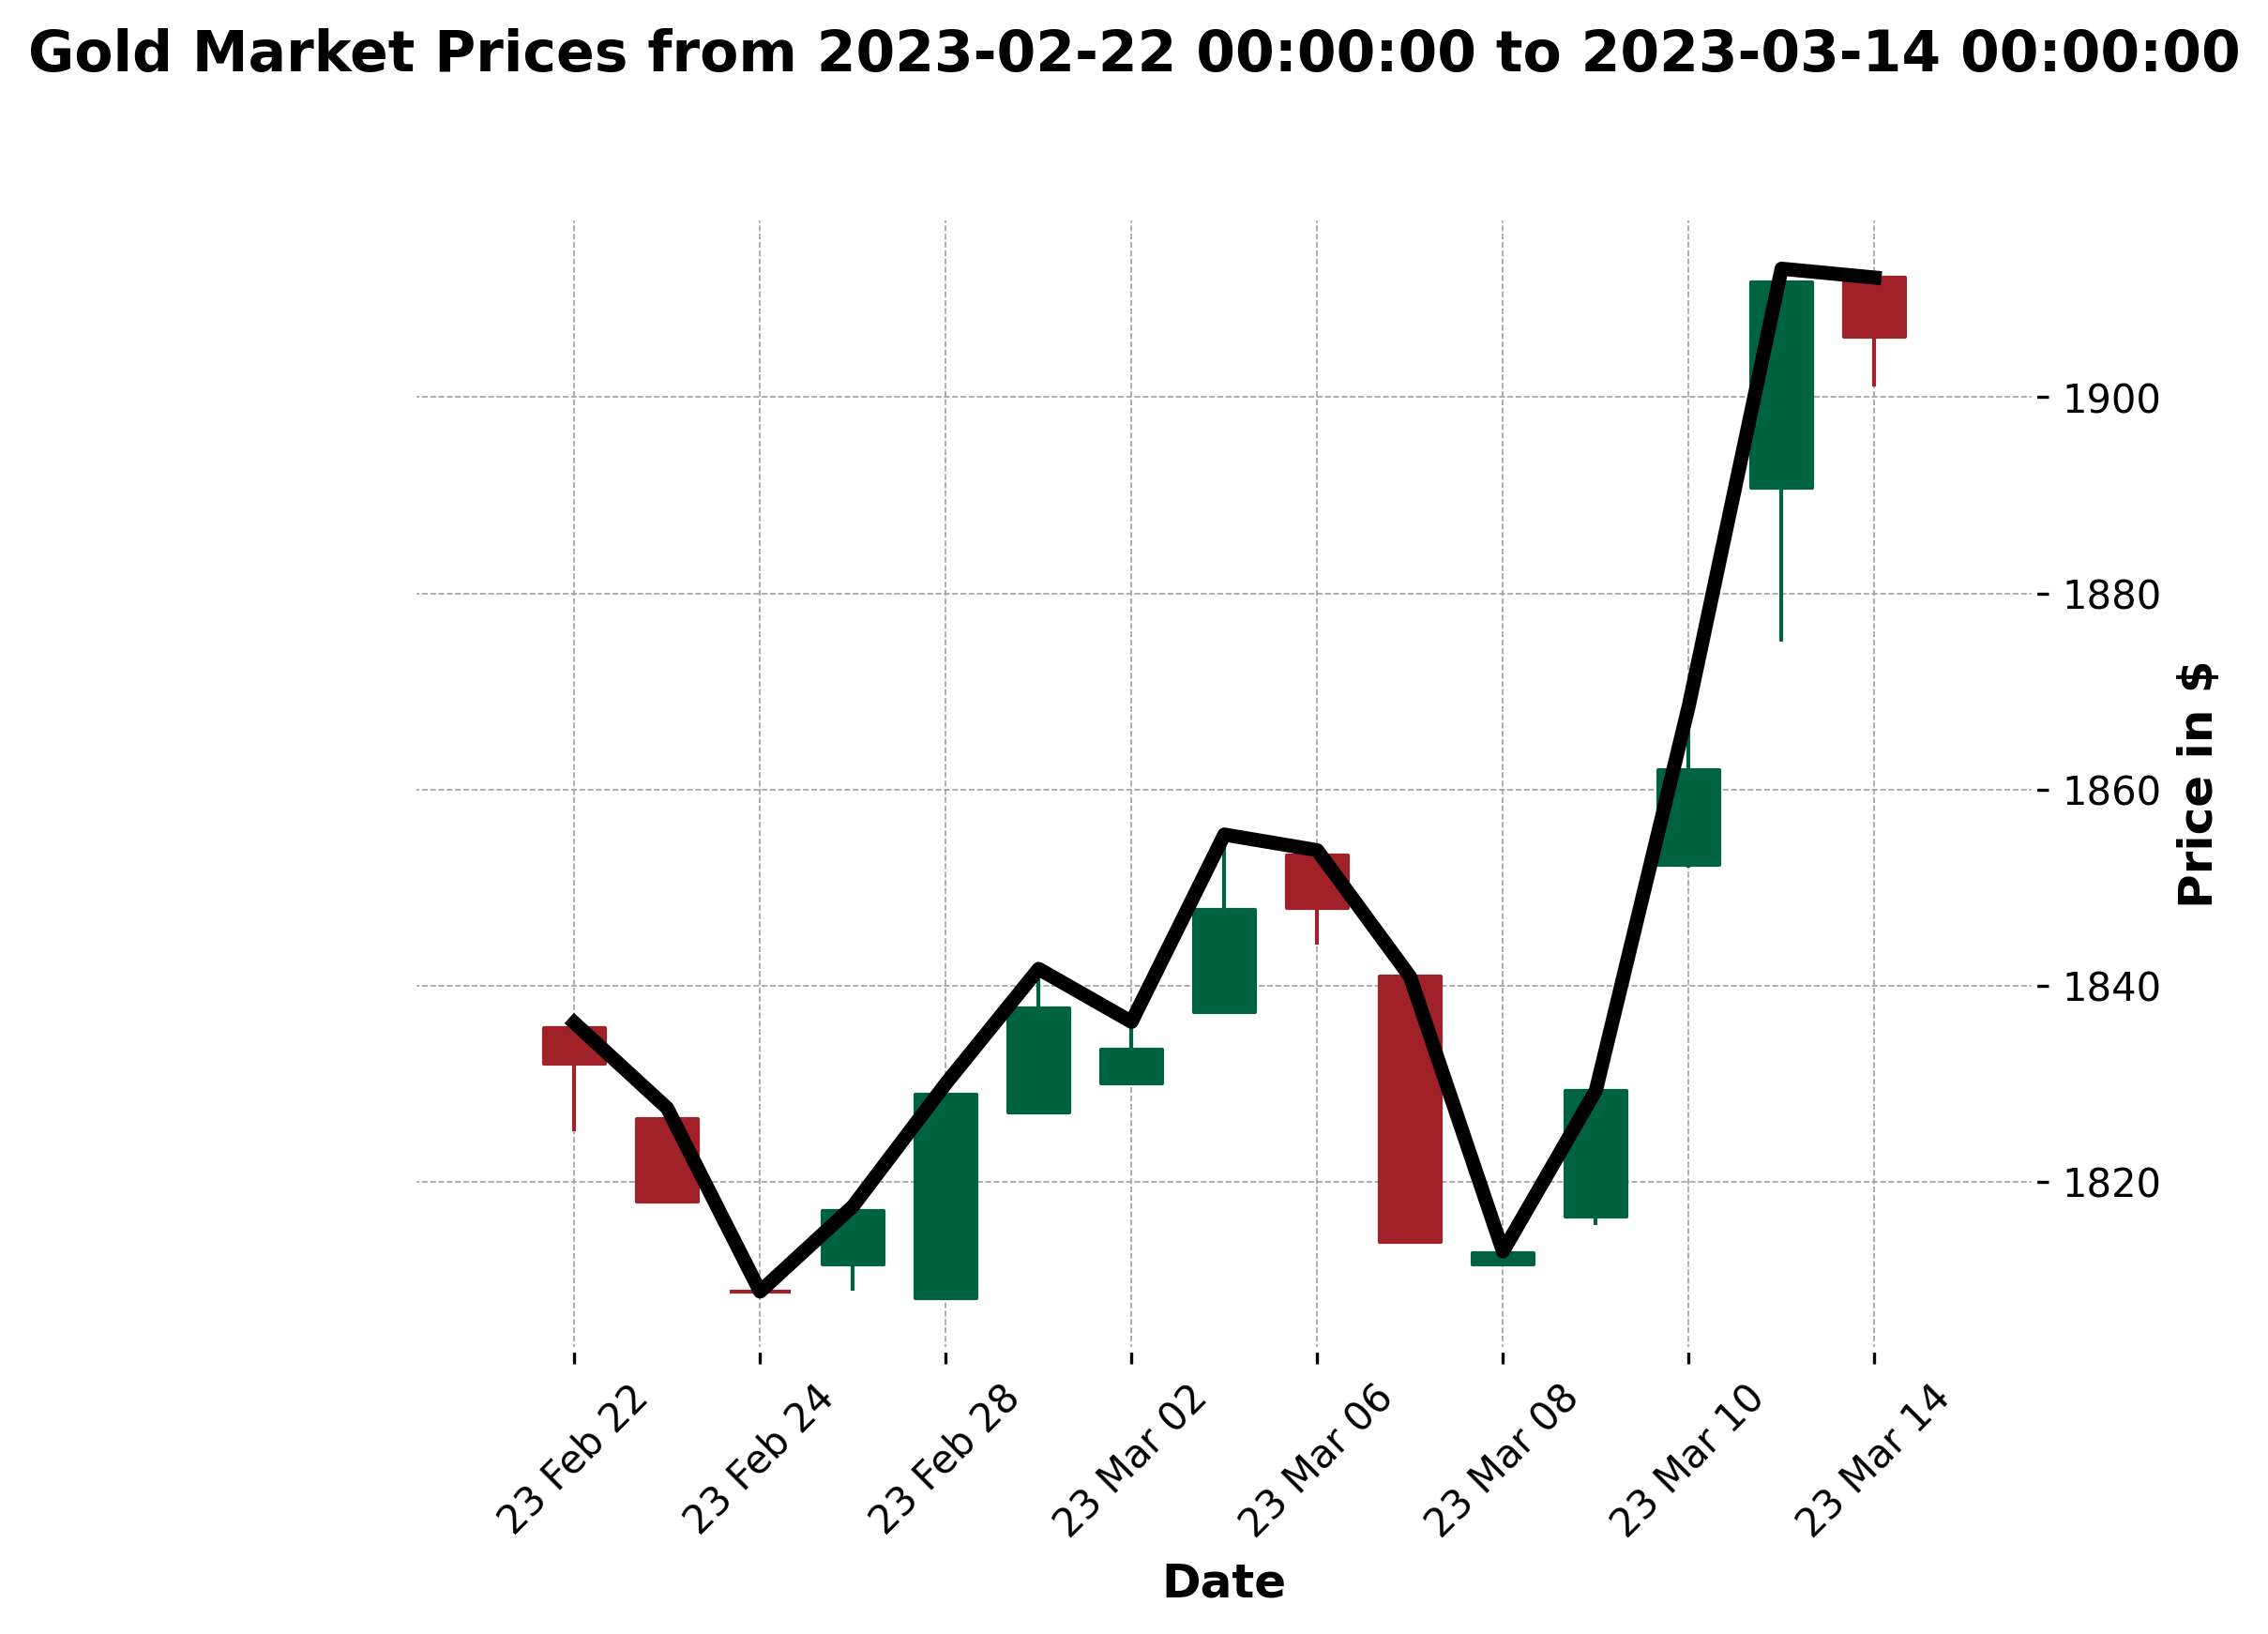 Gold Market Prices from 2023-02-22 00:00:00 to 2023-03-14 00:00:00
1900
1880
1860
1840
1820
Price in $
23 Feb 22
23 Feb 24
23 Feb 28
23 Mar 02
23 Mar 06
23 Mar 08
23 Mar 10
23 Mar 14
Date